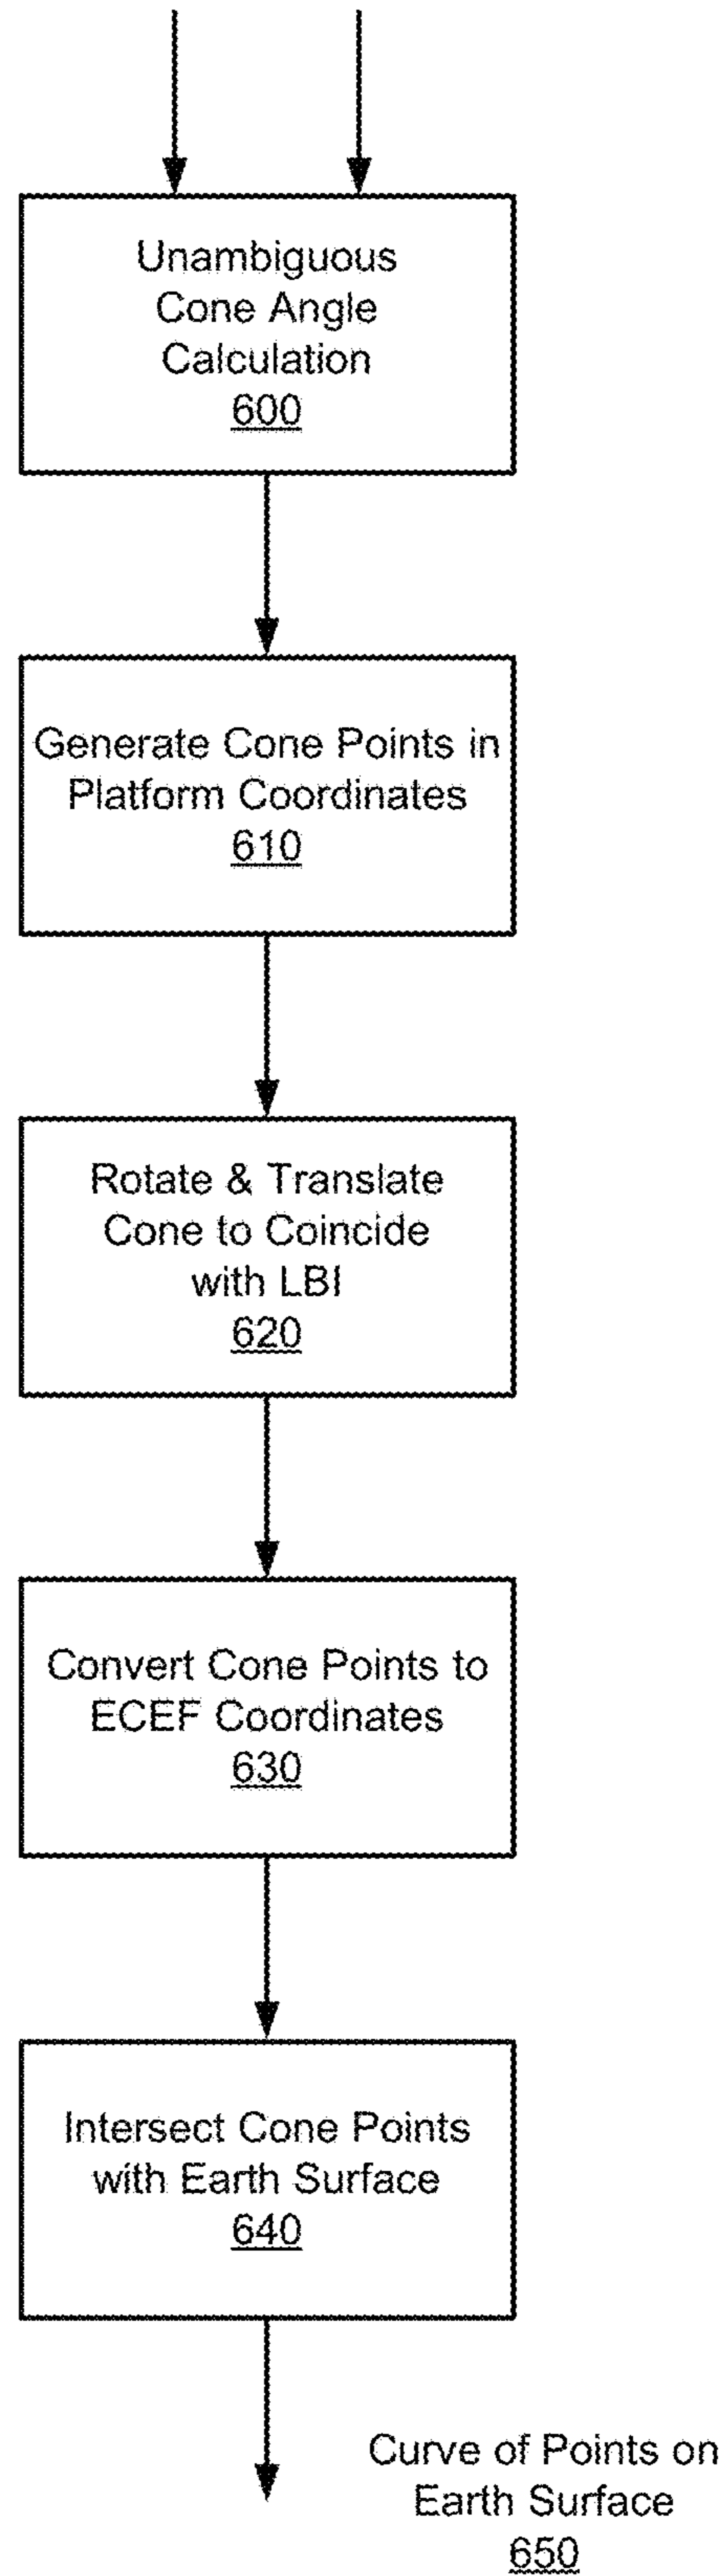 Unambiguous
Cone Angle
Calculation
600
Generate Cone Points in
Platform Coordinates
610
Rotate & Translate
Cone to Coincide
with LBI
620
Convert Cone Points to
ECEF Coordinates
630
Intersect Cone Points
with Earth Surface
640
Curve of Points on
Earth Surface
650